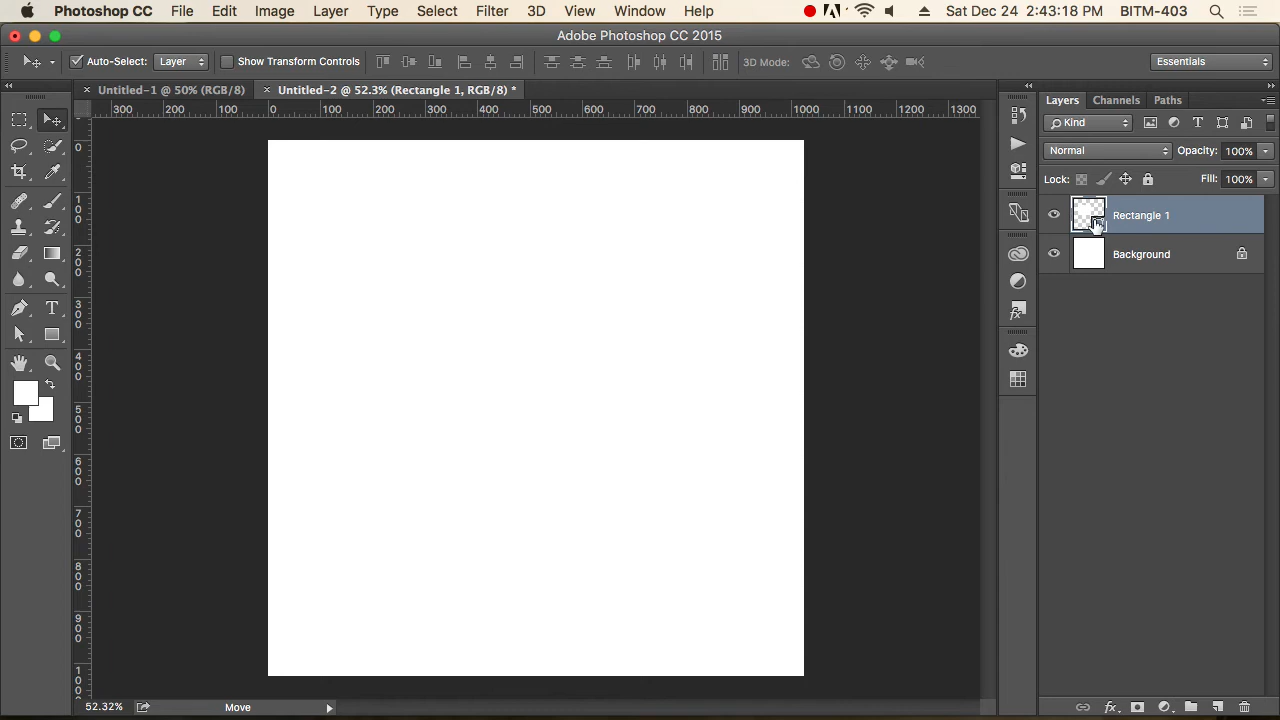 Photoshop CC File Edit Image Layer Type Select Filter 3D View Window Help Sat Dec 24 2:43:18 PM BITM-403
Adobe Photoshop CC 2015
Auto-Select: Layer Show Transform Controls 3D Mode: Essentials
Untitled-1 @ 50% (RGB/8) Untitled-2 @ 52.3% (Rectangle 1, RGB/8) *
Layers Channels Paths
300 200 100 0 100 200 300 400 500 600 700 800 900 1000 1100 1200 1300
Kind
Normal Opacity: 100%
Lock: Fill: 100%
Rectangle 1
Background
0
100
200
300
400
500
600
700
800
900
1000
52.32% Move